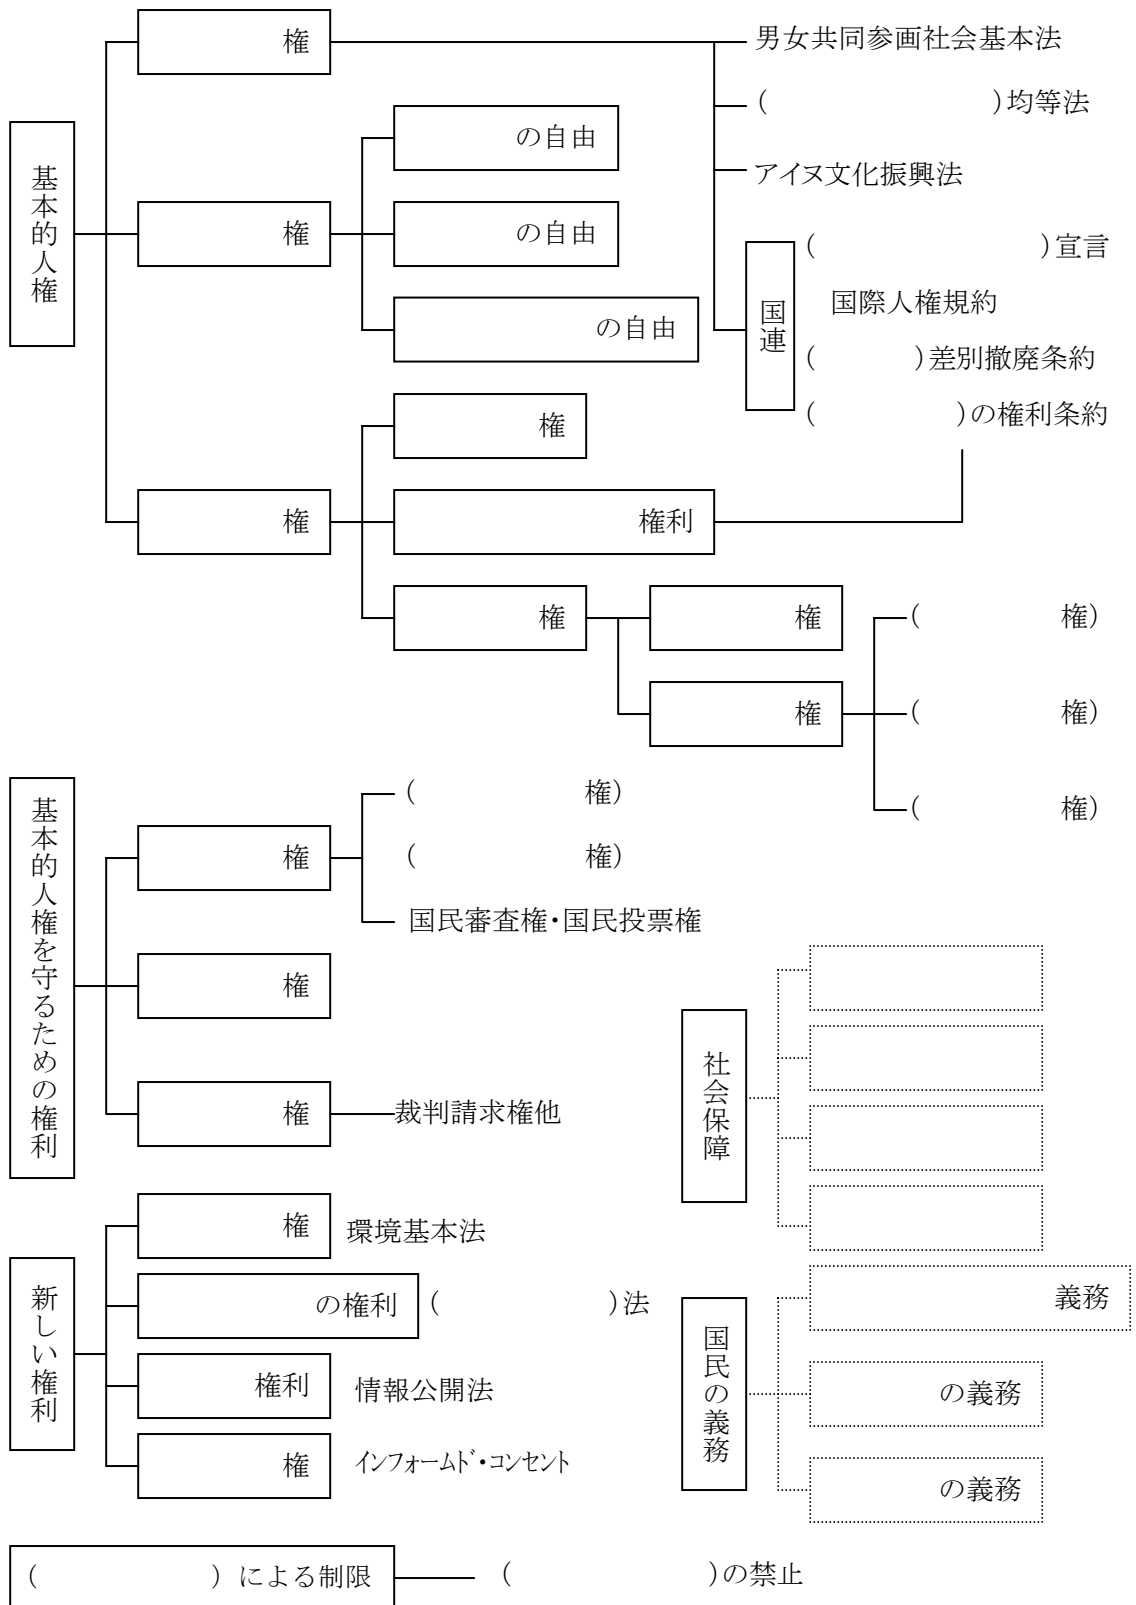 権
男女共同参画社会基本法
(　　　)均等法
アイヌ文化振興法
基本的人権
権
の自由
の自由
の自由
国連
(　　　)宣言
国際人権規約
(　　　)差別撤廃条約
(　　　)の権利条約
権
権
権利
権
権
権
(　　　権)
(　　　権)
(　　　権)
基本的人権を守るための権利
権
(　　　権)
(　　　権)
国民審査権・国民投票権
権
権
裁判請求権他
社会保障
新しい権利
権
環境基本法
の権利
(　　　)法
権利
情報公開法
権
インフォームド・コンセント
国民の義務
義務
の義務
の義務
(　　　)による制限
(　　　)の禁止